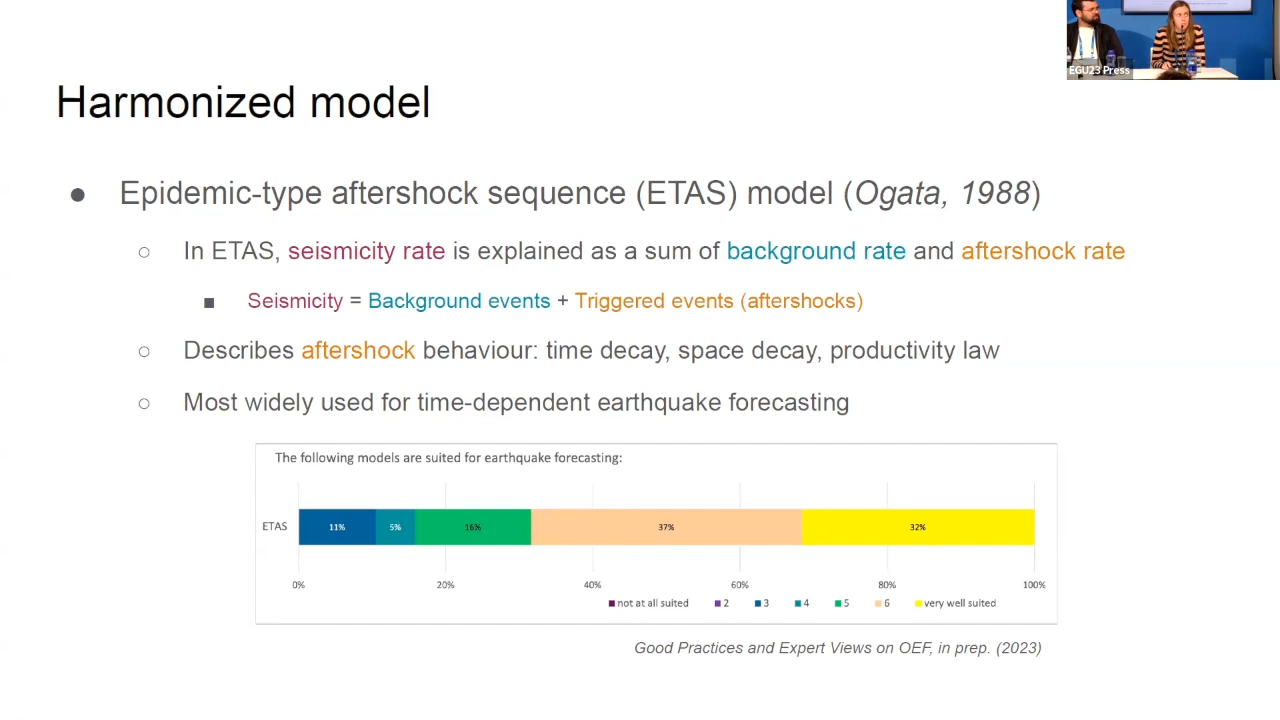 EGU23 Press
Harmonized model
● Epidemic-type aftershock sequence (ETAS) model (Ogata, 1988)
○ In ETAS, seismicity rate is explained as a sum of background rate and aftershock rate
■ Seismicity = Background events + Triggered events (aftershocks)
○ Describes aftershock behaviour: time decay, space decay, productivity law
○ Most widely used for time-dependent earthquake forecasting
The following models are suited for earthquake forecasting:
ETAS 11% 5% 16% 37% 32%
0% 20% 40% 60% 80% 100%
not at all suited 2 3 4 5 6 very well suited
Good Practices and Expert Views on OEF, in prep. (2023)